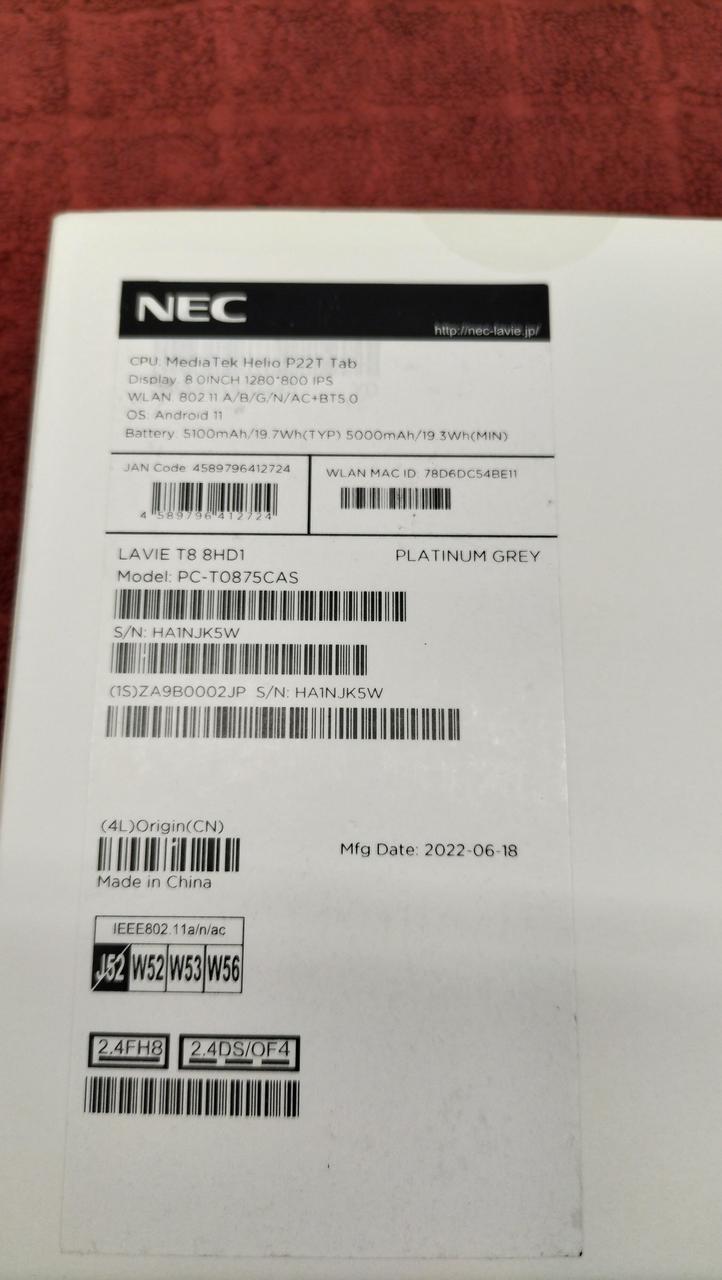 NEC
http://nec-lavie.jp/
CPU: MediaTek Helio P22T Tab
Display: 8.0INCH 1280*800 IPS
WLAN: 802.11 A/B/G/N/AC+BT5.0
OS: Android 11
Battery: 5100mAh/19.7Wh(TYP) 5000mAh/19.3Wh(MIN)
JAN Code: 4589796412724
4 589796 412724
WLAN MAC ID: 78D6DC54BE11
LAVIE T8 8HD1 PLATINUM GREY
Model: PC-T0875CAS
S/N: HA1NJK5W
(1S)ZA9B0002JP S/N: HA1NJK5W
(4L)Origin(CN)
Mfg Date: 2022-06-18
Made in China
IEEE802.11a/n/ac
J52 W52 W53 W56
2.4FH8 2.4DS/OF4